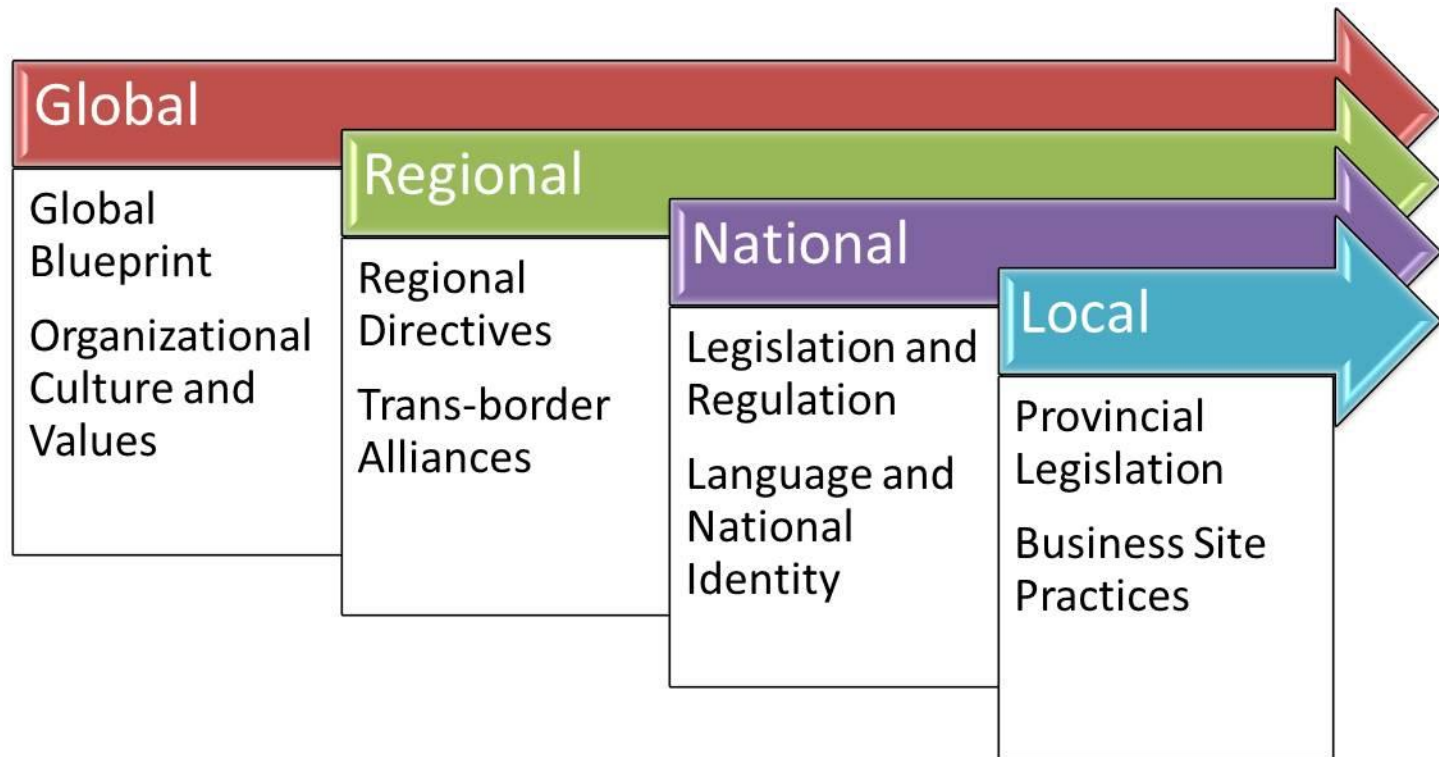 Global
Global
Blueprint
Organizational
Culture and
Values
Regional
Regional
Directives
Trans-border
Alliances
National
Legislation and
Regulation
Language and
National
Identity
Local
Provincial
Legislation
Business Site
Practices